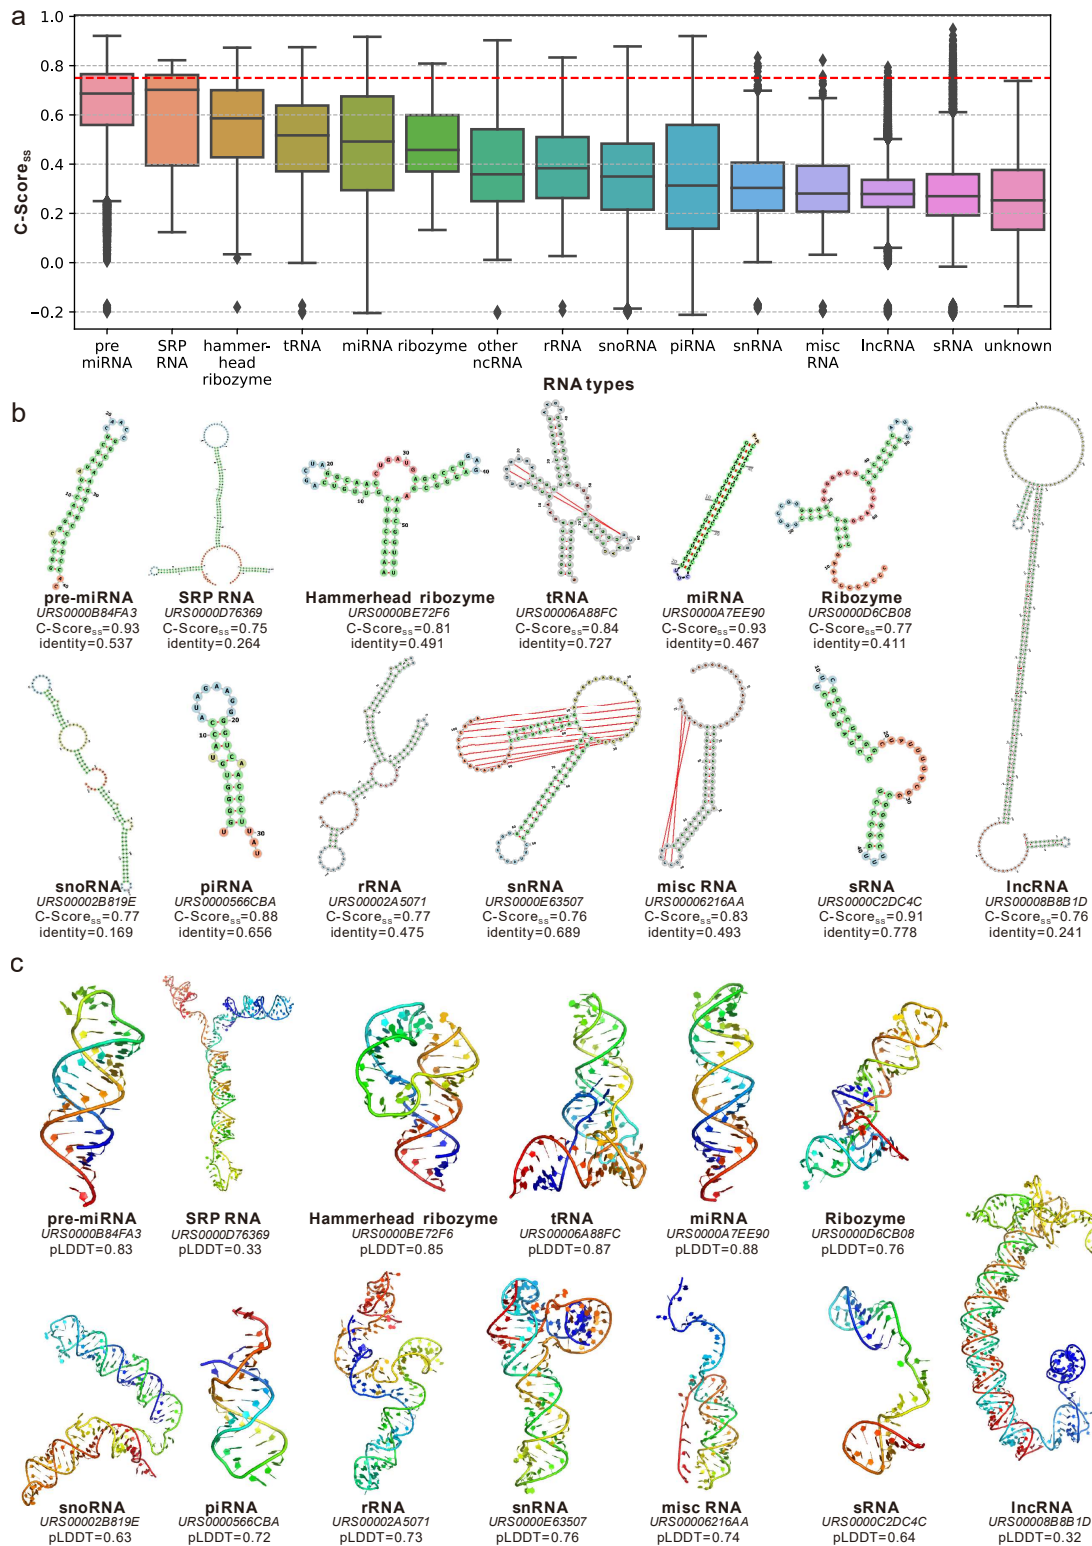 a
1.0
0.8
0.6
0.4
0.2
0.0
−0.2
C-Score_SS
pre miRNA
SRP RNA
hammer-head ribozyme
tRNA
miRNA
ribozyme
other ncRNA
rRNA
snoRNA
piRNA
snRNA
misc RNA
lncRNA
sRNA
unknown
RNA types
b
pre-miRNA
URS0000B84FA3
C-Score_SS=0.93
identity=0.537
SRP RNA
URS0000D76369
C-Score_SS=0.75
identity=0.264
Hammerhead ribozyme
URS0000BE72F6
C-Score_SS=0.81
identity=0.491
tRNA
URS00006A88FC
C-Score_SS=0.84
identity=0.727
miRNA
URS0000A7EE90
C-Score_SS=0.93
identity=0.467
Ribozyme
URS0000D6CB08
C-Score_SS=0.77
identity=0.411
snoRNA
URS00002B819E
C-Score_SS=0.77
identity=0.169
piRNA
URS0000566CBA
C-Score_SS=0.88
identity=0.656
rRNA
URS00002A5071
C-Score_SS=0.77
identity=0.475
snRNA
URS0000E63507
C-Score_SS=0.76
identity=0.689
misc RNA
URS00006216AA
C-Score_SS=0.83
identity=0.493
sRNA
URS0000C2DC4C
C-Score_SS=0.91
identity=0.778
lncRNA
URS00008B8B1D
C-Score_SS=0.76
identity=0.241
c
pre-miRNA
URS0000B84FA3
pLDDT=0.83
SRP RNA
URS0000D76369
pLDDT=0.33
Hammerhead ribozyme
URS0000BE72F6
pLDDT=0.85
tRNA
URS00006A88FC
pLDDT=0.87
miRNA
URS0000A7EE90
pLDDT=0.88
Ribozyme
URS0000D6CB08
pLDDT=0.76
snoRNA
URS00002B819E
pLDDT=0.63
piRNA
URS0000566CBA
pLDDT=0.72
rRNA
URS00002A5071
pLDDT=0.73
snRNA
URS0000E63507
pLDDT=0.76
misc RNA
URS00006216AA
pLDDT=0.74
sRNA
URS0000C2DC4C
pLDDT=0.64
lncRNA
URS00008B8B1D
pLDDT=0.32